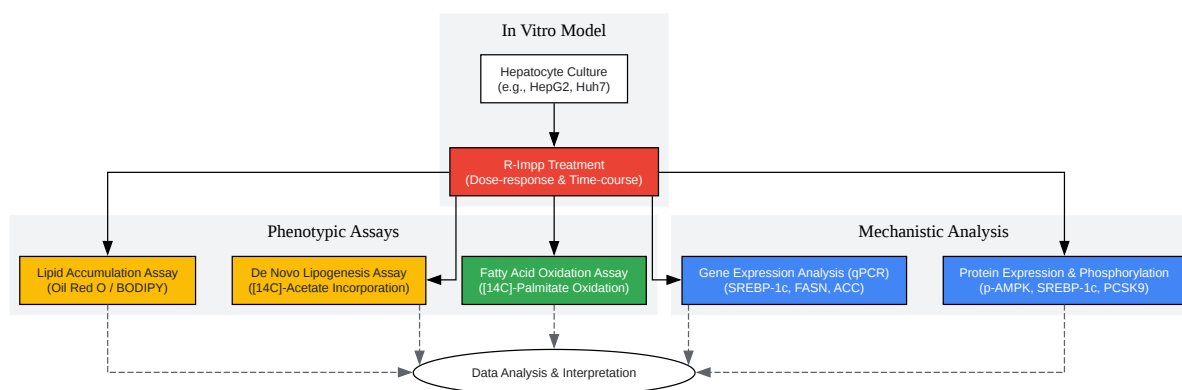 In Vitro Model
Hepatocyte Culture
(e.g., HepG2, Huh7)
R-Impp Treatment
(Dose-response & Time-course)
Phenotypic Assays
Mechanistic Analysis
Lipid Accumulation Assay
(Oil Red O / BODIPY)
De Novo Lipogenesis Assay
([14C]-Acetate Incorporation)
Fatty Acid Oxidation Assay
([14C]-Palmitate Oxidation)
Gene Expression Analysis (qPCR)
(SREBP-1c, FASN, ACC)
Protein Expression & Phosphorylation
(p-AMPK, SREBP-1c, PCSK9)
Data Analysis & Interpretation